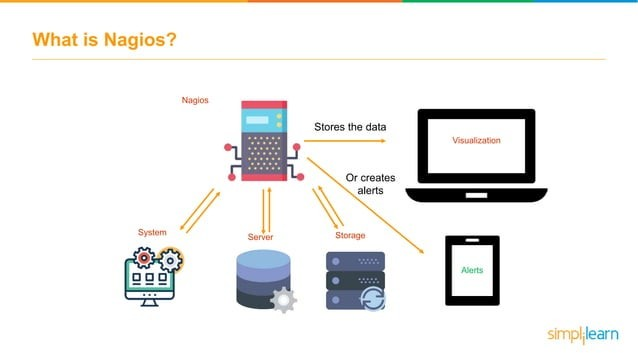 What is Nagios?
Nagios
Stores the data
Visualization
Or creates
alerts
System
Server
Storage
Alerts
simplilearn